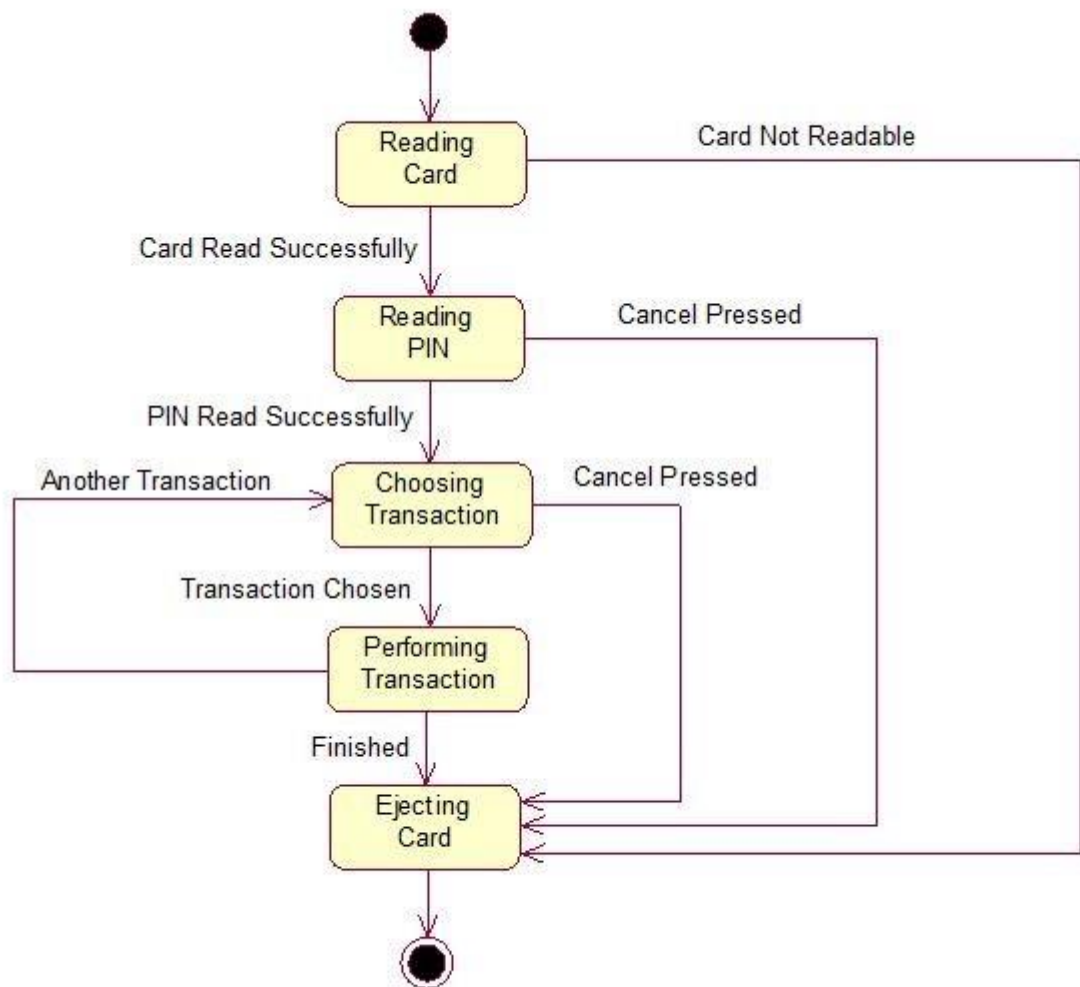 Reading
Card
Card Not Readable
Card Read Successfully
Reading
PIN
Cancel Pressed
PIN Read Successfully
Another Transaction
Choosing
Transaction
Cancel Pressed
Transaction Chosen
Performing
Transaction
Finished
Ejecting
Card